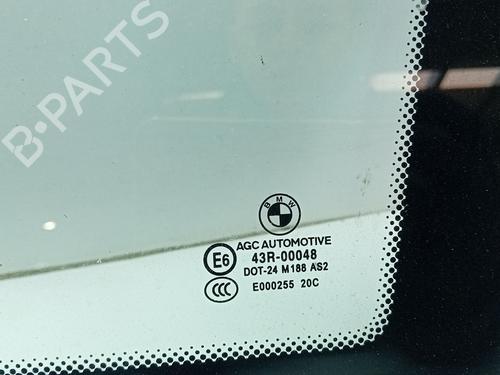 B-PARTS
BMW
AGC AUTOMOTIVE
E6 43R-00048
DOT-24 M188 AS2
CCC E000255 20C